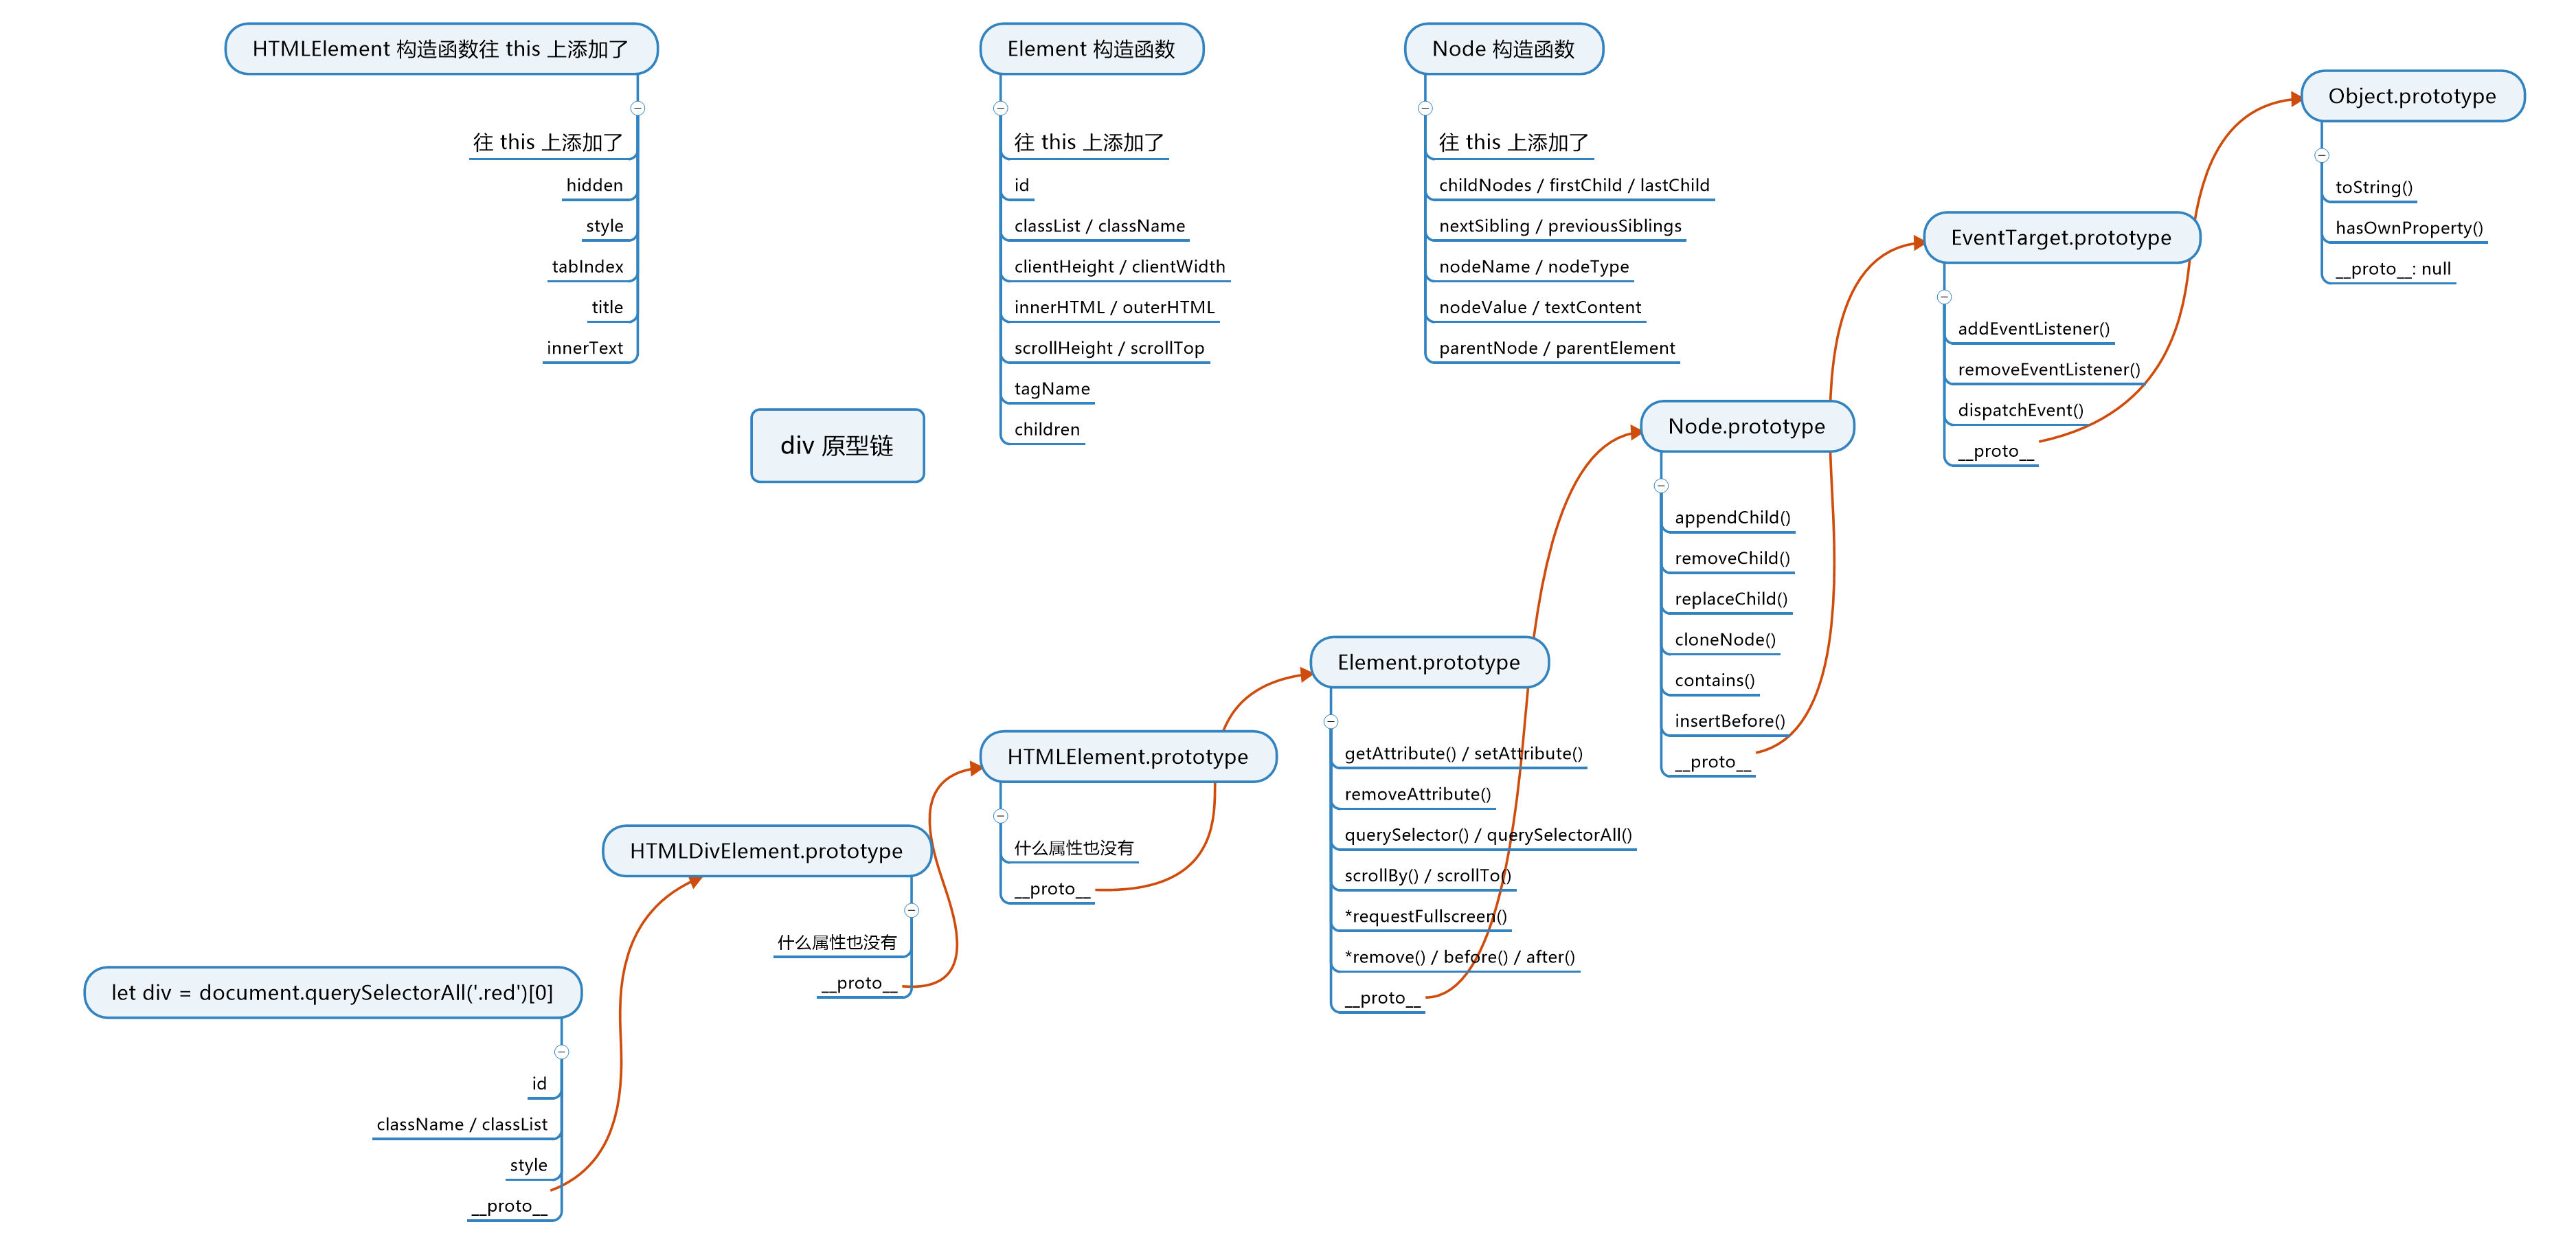 HTMLElement 构造函数往 this 上添加了
往 this 上添加了
hidden
style
tabIndex
title
innerText
Element 构造函数
往 this 上添加了
id
classList / className
clientHeight / clientWidth
innerHTML / outerHTML
scrollHeight / scrollTop
tagName
children
Node 构造函数
往 this 上添加了
childNodes / firstChild / lastChild
nextSibling / previousSiblings
nodeName / nodeType
nodeValue / textContent
parentNode / parentElement
div 原型链
let div = document.querySelectorAll('.red')[0]
id
className / classList
style
__proto__
HTMLDivElement.prototype
什么属性也没有
__proto__
HTMLElement.prototype
什么属性也没有
__proto__
Element.prototype
getAttribute() / setAttribute()
removeAttribute()
querySelector() / querySelectorAll()
scrollBy() / scrollTo()
*requestFullscreen()
*remove() / before() / after()
__proto__
Node.prototype
appendChild()
removeChild()
replaceChild()
cloneNode()
contains()
insertBefore()
__proto__
EventTarget.prototype
addEventListener()
removeEventListener()
dispatchEvent()
__proto__
Object.prototype
toString()
hasOwnProperty()
__proto__: null